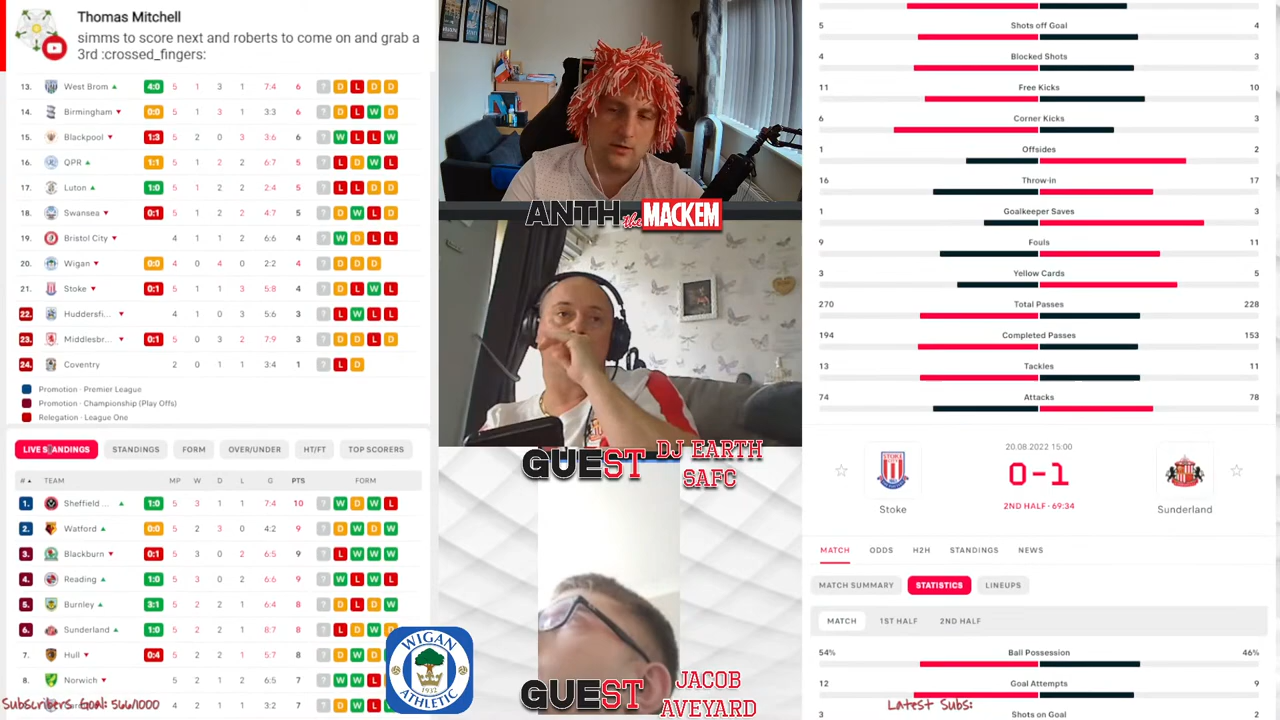 Thomas Mitchell
simms to score next and roberts to come in and grab a
3rd :crossed_fingers:
13. West Brom 4:0 5 1 3 1 7:4 6 ? D L D D
14. Birmingham 0:0 5 1 3 1 3:3 6 ? D L W D
15. Blackpool 1:3 5 2 0 3 3:6 6 ? W L L W
16. QPR 1:1 5 1 2 2 6:7 5 ? L D W L
17. Luton 1:0 5 1 2 2 2:4 5 ? L L D D
18. Swansea 0:1 5 1 2 2 4:7 5 ? D W L D
19. Bristol City 4 1 1 2 6:6 4 ? W D L L
20. Wigan 0:0 4 0 4 2:2 4 ? D D D
21. Stoke 0:1 5 1 1 3 5:8 4 ? D L W L
22. Huddersfi... 4 1 0 3 5:6 3 ? L W L L
23. Middlesbr... 0:1 5 0 3 2 7:9 ? D D L D
24. Coventry 2 0 1 1 3:4 1 ? L D
Promotion - Premier League
Promotion - Championship (Play Offs)
Relegation - League One
LIVE STANDINGS STANDINGS FORM OVER/UNDER HT/FT TOP SCORERS
# TEAM MP W D L G PTS FORM
1. Sheffield ... 1:0 5 3 1 1 7:4 10 ? W D W L
2. Watford 0:0 5 2 3 0 4:2 9 ? D W D W
3. Blackburn 0:1 5 3 0 2 6:5 9 ? L W W W
4. Reading 1:0 5 3 0 2 6:6 9 ? W L W L
5. Burnley 3:1 5 2 2 1 6:4 8 ? D L D W
6. Sunderland 1:0 5 2 2 1 8:7 8 ? L D W D
7. Hull 0:4 5 2 2 1 5:7 8 ? D W D
8. Norwich 5 2 1 2 6:5 7 ? W W L
Subscribers Goal: 566/1000
WIGAN
ATHLETIC
1932
ANTH the MACKEM
GUEST DJ EARTH
SAFC
GUEST JACOB
AVEYARD
5 Shots off Goal 4
4 Blocked Shots 3
11 Free Kicks 10
6 Corner Kicks 3
1 Offsides 2
16 Throw-in 17
1 Goalkeeper Saves 3
9 Fouls 11
3 Yellow Cards 5
270 Total Passes 228
194 Completed Passes 153
13 Tackles 11
74 Attacks 78
20.08.2022 15:00
0-1
2ND HALF - 69:34
Stoke Sunderland
MATCH ODDS H2H STANDINGS NEWS
MATCH SUMMARY STATISTICS LINEUPS
MATCH 1ST HALF 2ND HALF
54% Ball Possession 46%
12 Goal Attempts 9
Latest Subs:
3 Shots on Goal 2